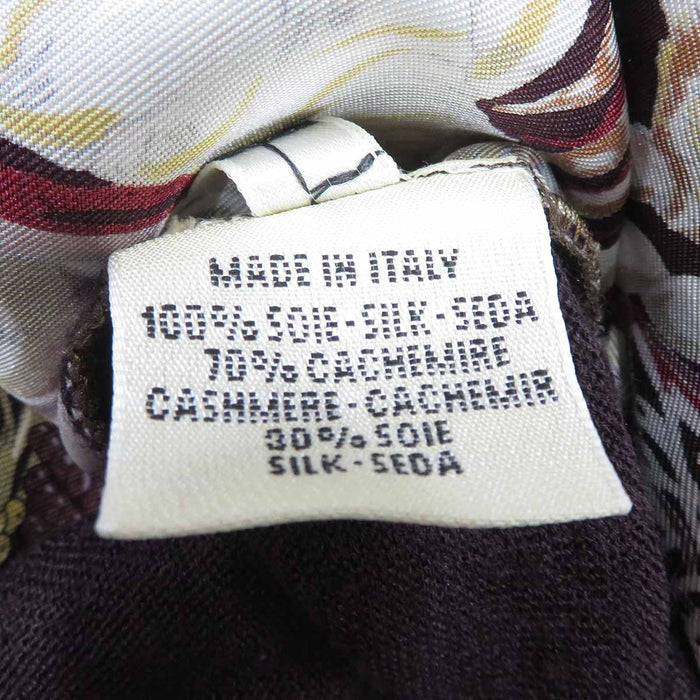 MADE IN ITALY
100% SOIE-SILK-SEDA
70% CACHEMIRE
CASHMERE-CACHEMIR
30% SOIE
SILK-SEDA